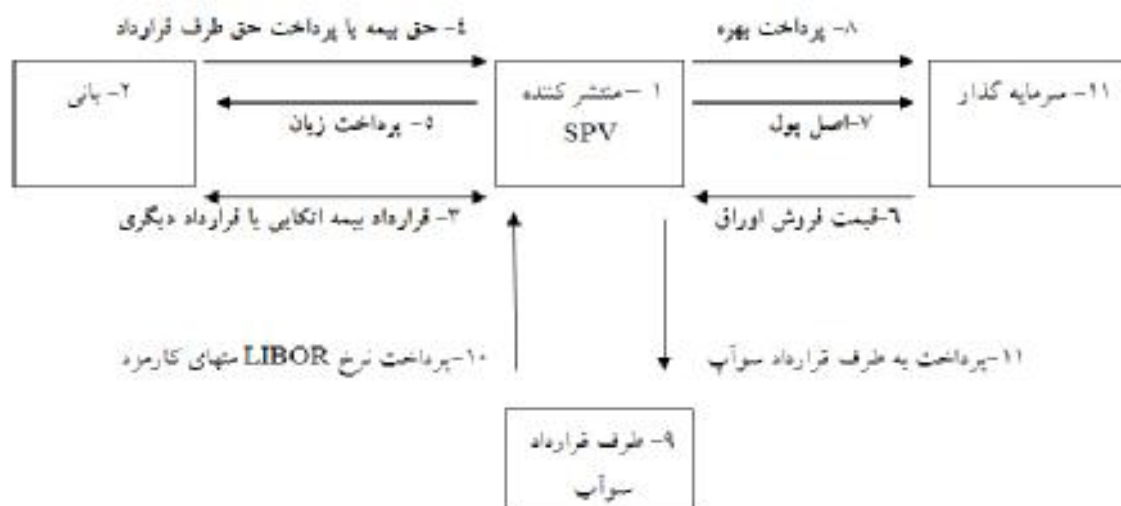 ۴- حق بیمه یا پرداخت حق طرف قرارداد
۸- پرداخت بهره
۲- بانی
۱ -منتشر کننده
SPV
۱۱- سرمایه گذار
۵- پرداخت زیان
۷-اصل پول
۳- قرارداد بیمه اتکایی یا قرارداد دیگری
۶-قیمت فروش اوراق
۱۰-پرداخت نرخ LIBOR منهای کارمزد
۱۱-پرداخت به طرف قرارداد سوآپ
۹- طرف قرارداد
سوآپ